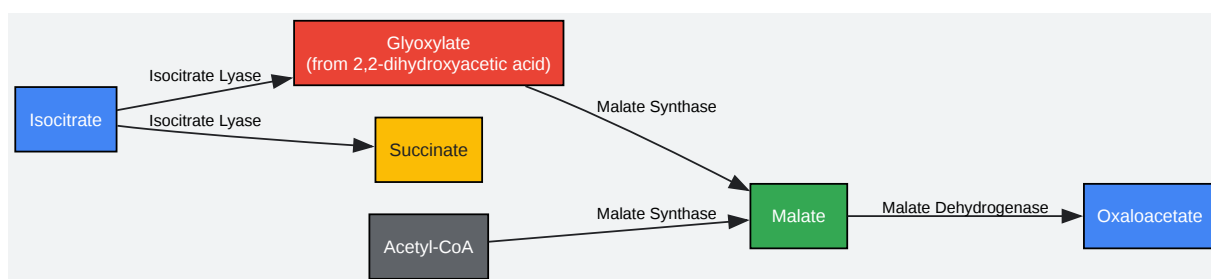 Glyoxylate
(from 2,2-dihydroxyacetic acid)
Isocitrate Lyase
Malate Synthase
Isocitrate
Isocitrate Lyase
Succinate
Malate Synthase
Malate
Malate Dehydrogenase
Oxaloacetate
Acetyl-CoA